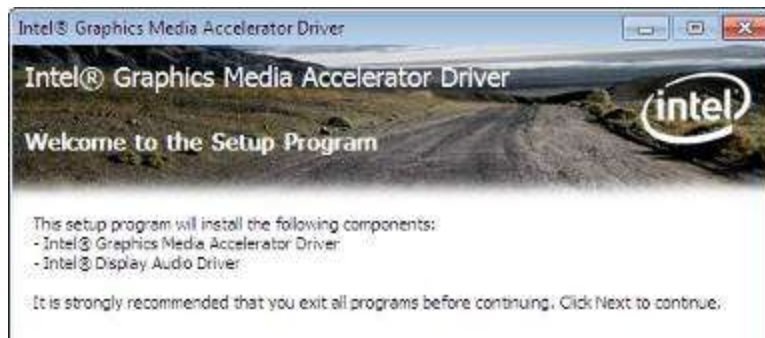 Intel® Graphics Media Accelerator Driver
Intel® Graphics Media Accelerator Driver
intel
Welcome to the Setup Program
This setup program will install the following components:
- Intel® Graphics Media Accelerator Driver
- Intel® Display Audio Driver
It is strongly recommended that you exit all programs before continuing. Click Next to continue.